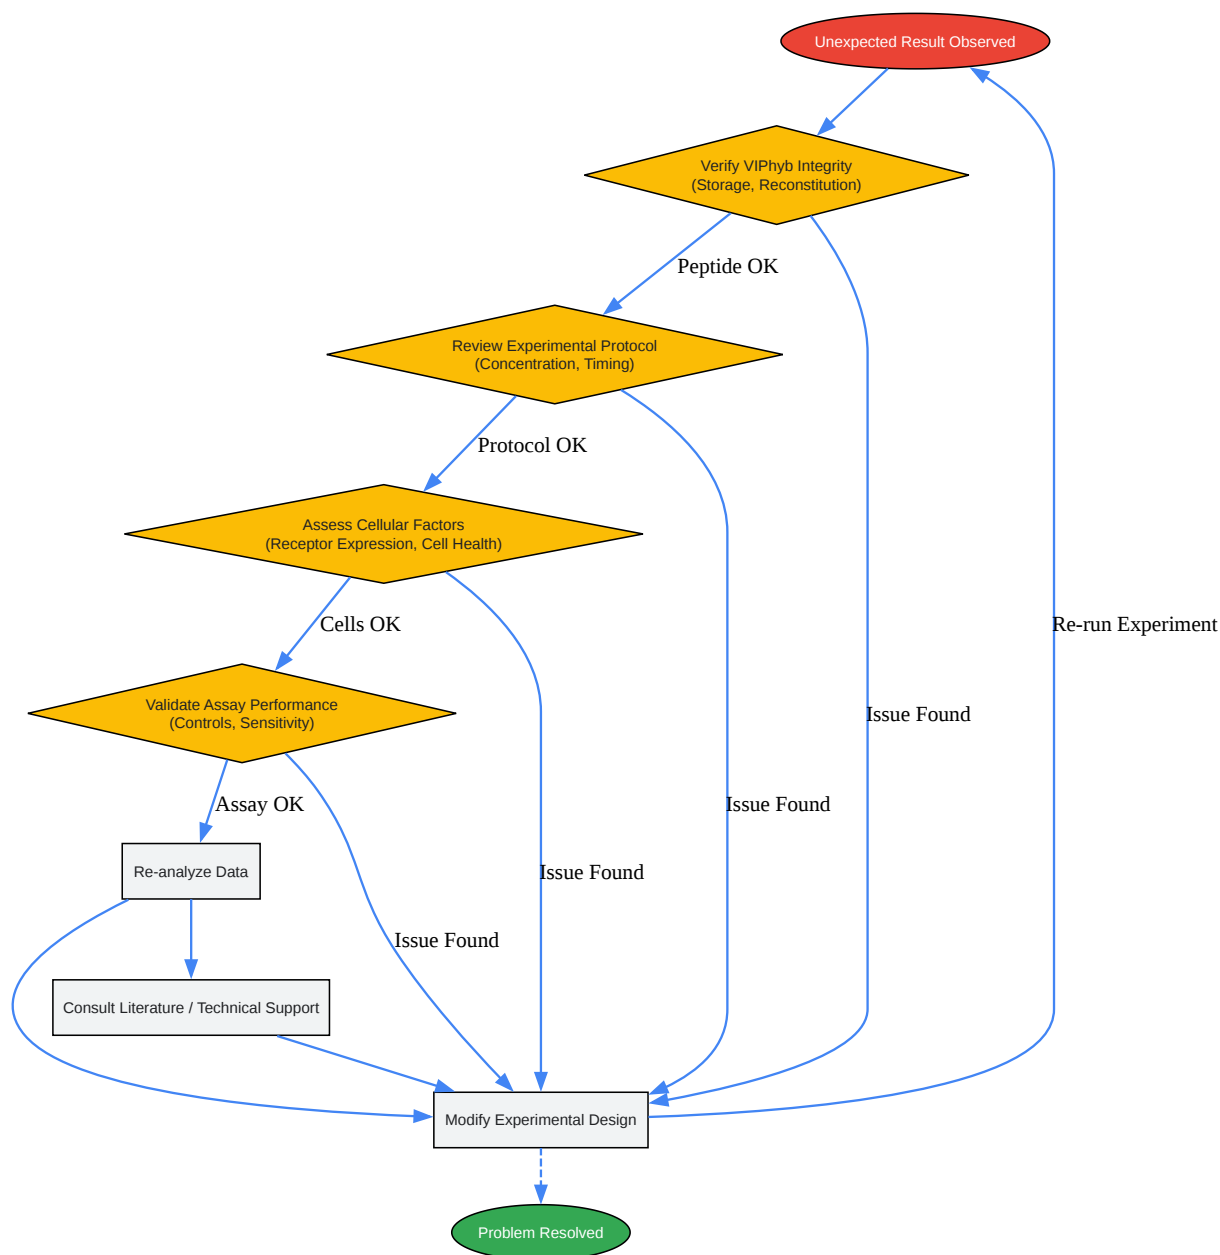 Unexpected Result Observed
Verify VIPhyb Integrity
(Storage, Reconstitution)
Peptide OK
Review Experimental Protocol
(Concentration, Timing)
Protocol OK
Assess Cellular Factors
(Receptor Expression, Cell Health)
Cells OK
Re-run Experiment
Validate Assay Performance
(Controls, Sensitivity)
Issue Found
Assay OK
Issue Found
Re-analyze Data
Issue Found
Issue Found
Consult Literature / Technical Support
Modify Experimental Design
Problem Resolved